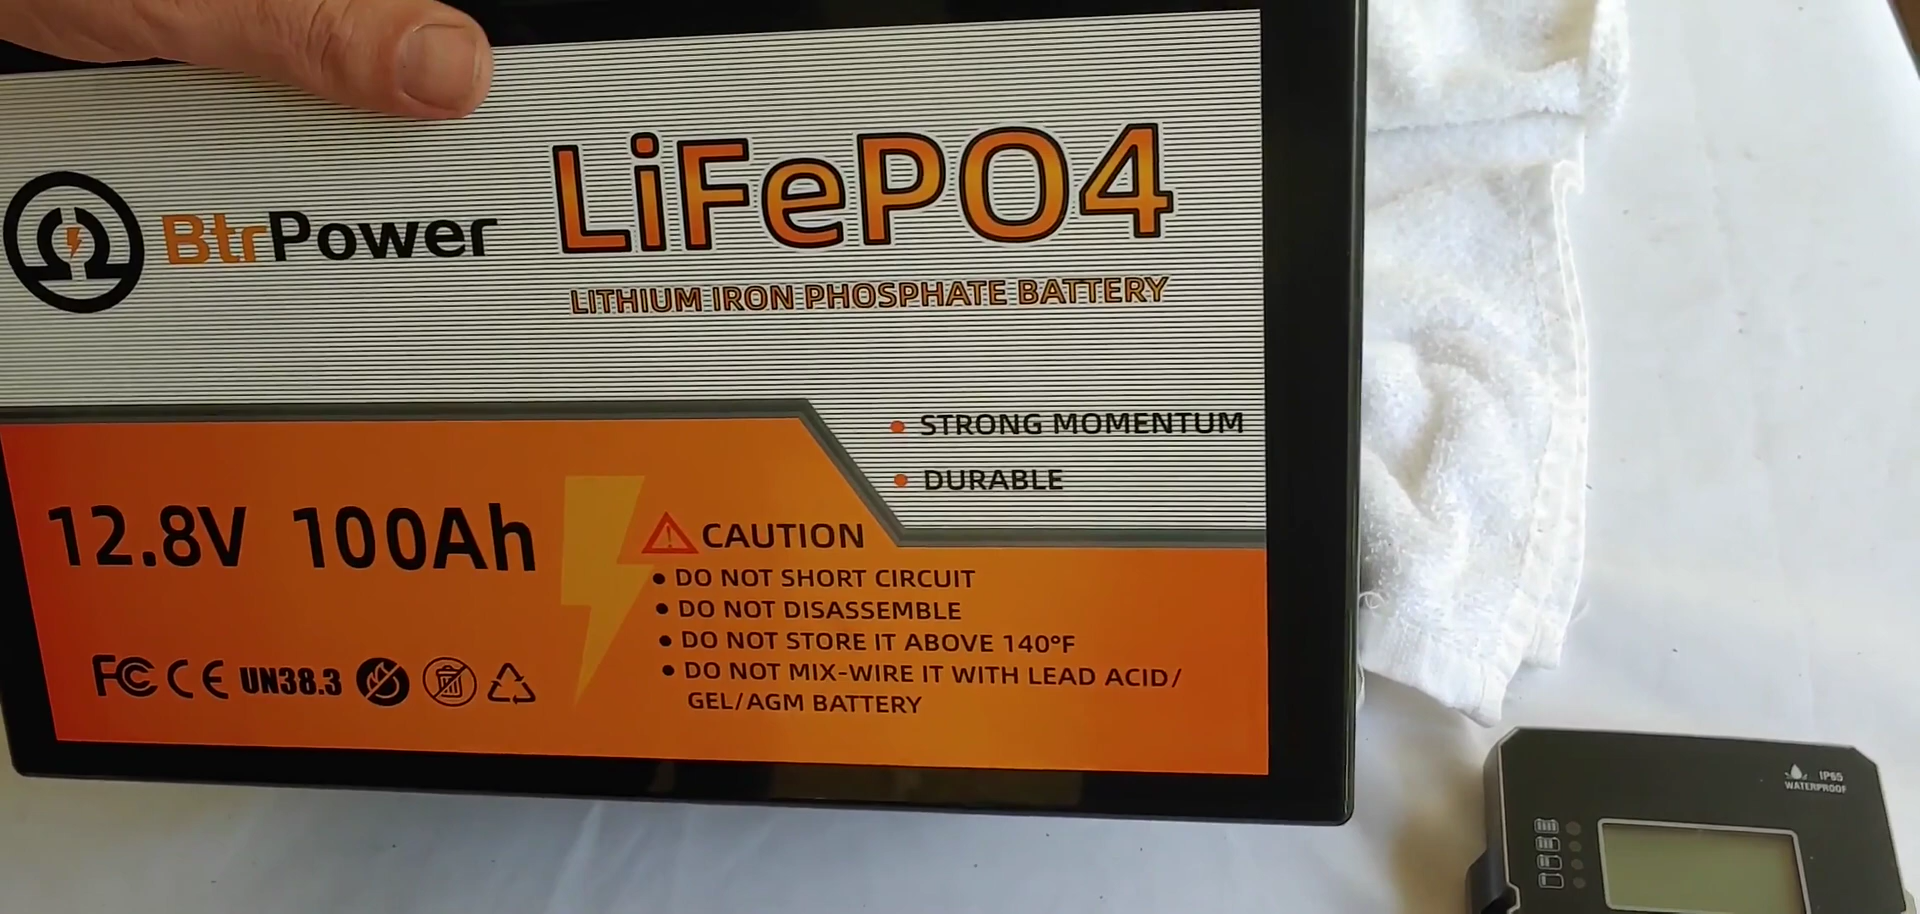 BtrPower
LiFePO4
LITHIUM IRON PHOSPHATE BATTERY
STRONG MOMENTUM
DURABLE
12.8V 100Ah
CAUTION
DO NOT SHORT CIRCUIT
DO NOT DISASSEMBLE
DO NOT STORE IT ABOVE 140°F
DO NOT MIX-WIRE IT WITH LEAD ACID/
GEL/AGM BATTERY
FC CE UN38.3
IP65
WATERPROOF